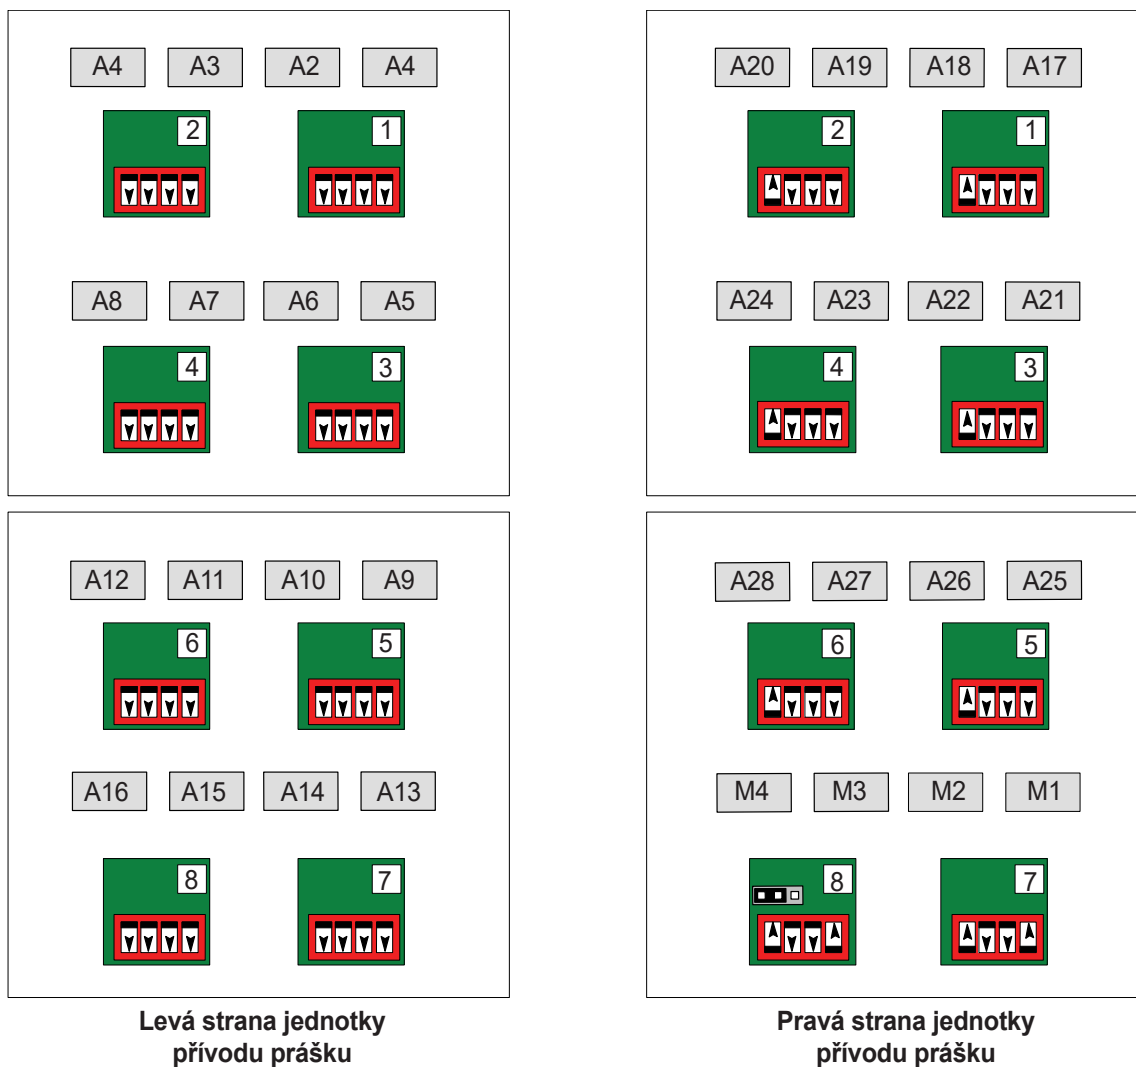 A4 A3 A2 A4
2 1
A8 A7 A6 A5
4 3
A12 A11 A10 A9
6 5
A16 A15 A14 A13
8 7
Levá strana jednotky
přívodu prášku
A20 A19 A18 A17
2 1
A24 A23 A22 A21
4 3
A28 A27 A26 A25
6 5
M4 M3 M2 M1
8 7
Pravá strana jednotky
přívodu prášku